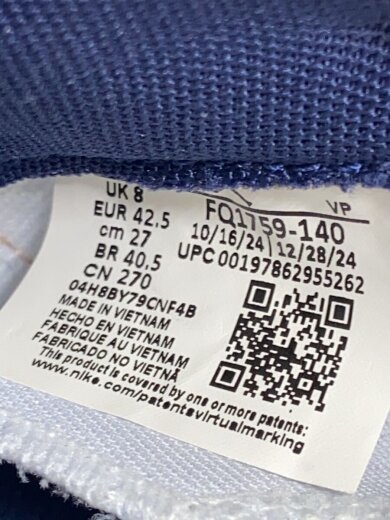 UK 8
EUR 42.5
cm 27
BR 40.5
CN 270
04H8BY79CNF4B
VP
FQ1759-140
10/16/24 | 12/28/24
UPC 00197862955262
MADE IN VIETNAM
HECHO EN VIETNAM
FABRIQUE AU VIETNAM
FABRICADO NO VIETNÃ
This product is covered by one or more patents:
www.nike.com/patentsvirtualmarking